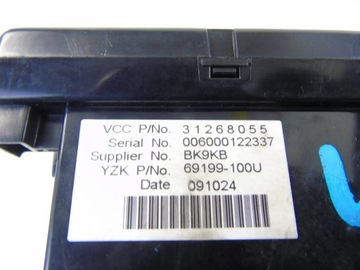 VCC P/No. 31268055
Serial No. 006000122337
Supplier No. BK9KB
YZK P/No. 69199-100U
Date 091024